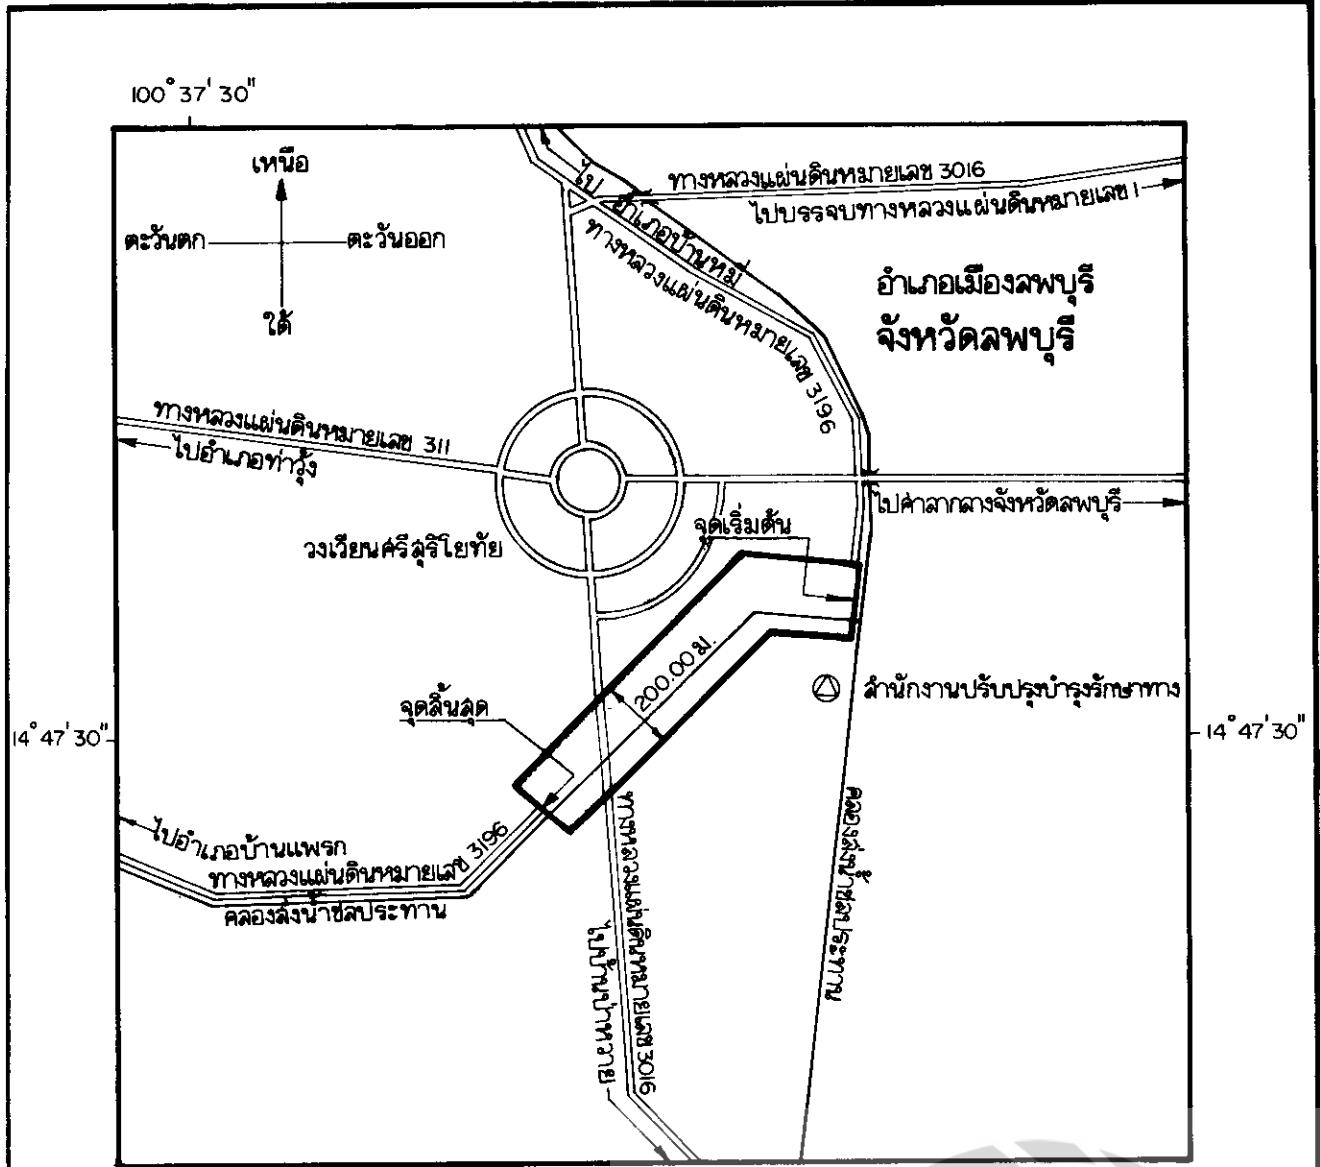 100° 37' 30"
เหนือ
ตะวันตก
ตะวันออก
ใต้
ทางหลวงแผ่นดินหมายเลข 3016
ไปบรรจบทางหลวงแผ่นดินหมายเลข 1
ไป
อำเภอบ้านหมี่
ทางหลวงแผ่นดินหมายเลข 3196
อำเภอเมืองลพบุรี
จังหวัดลพบุรี
ทางหลวงแผ่นดินหมายเลข 311
ไปอำเภอท่าวุ้ง
ไปศาลากลางจังหวัดลพบุรี
จุดเริ่มต้น
วงเวียนศรีสุริโยทัย
200.00 ม.
สำนักงานปรับปรุงบำรุงรักษาทาง
จุดสิ้นสุด
14° 47' 30"
14° 47' 30"
ไปอำเภอบ้านแพรก
ทางหลวงแผ่นดินหมายเลข 3196
คลองส่งน้ำชลประทาน
ทางหลวงแผ่นดินหมายเลข 3016
ไปบ้านป่าหวาย
คลองส่งน้ำชลประทาน